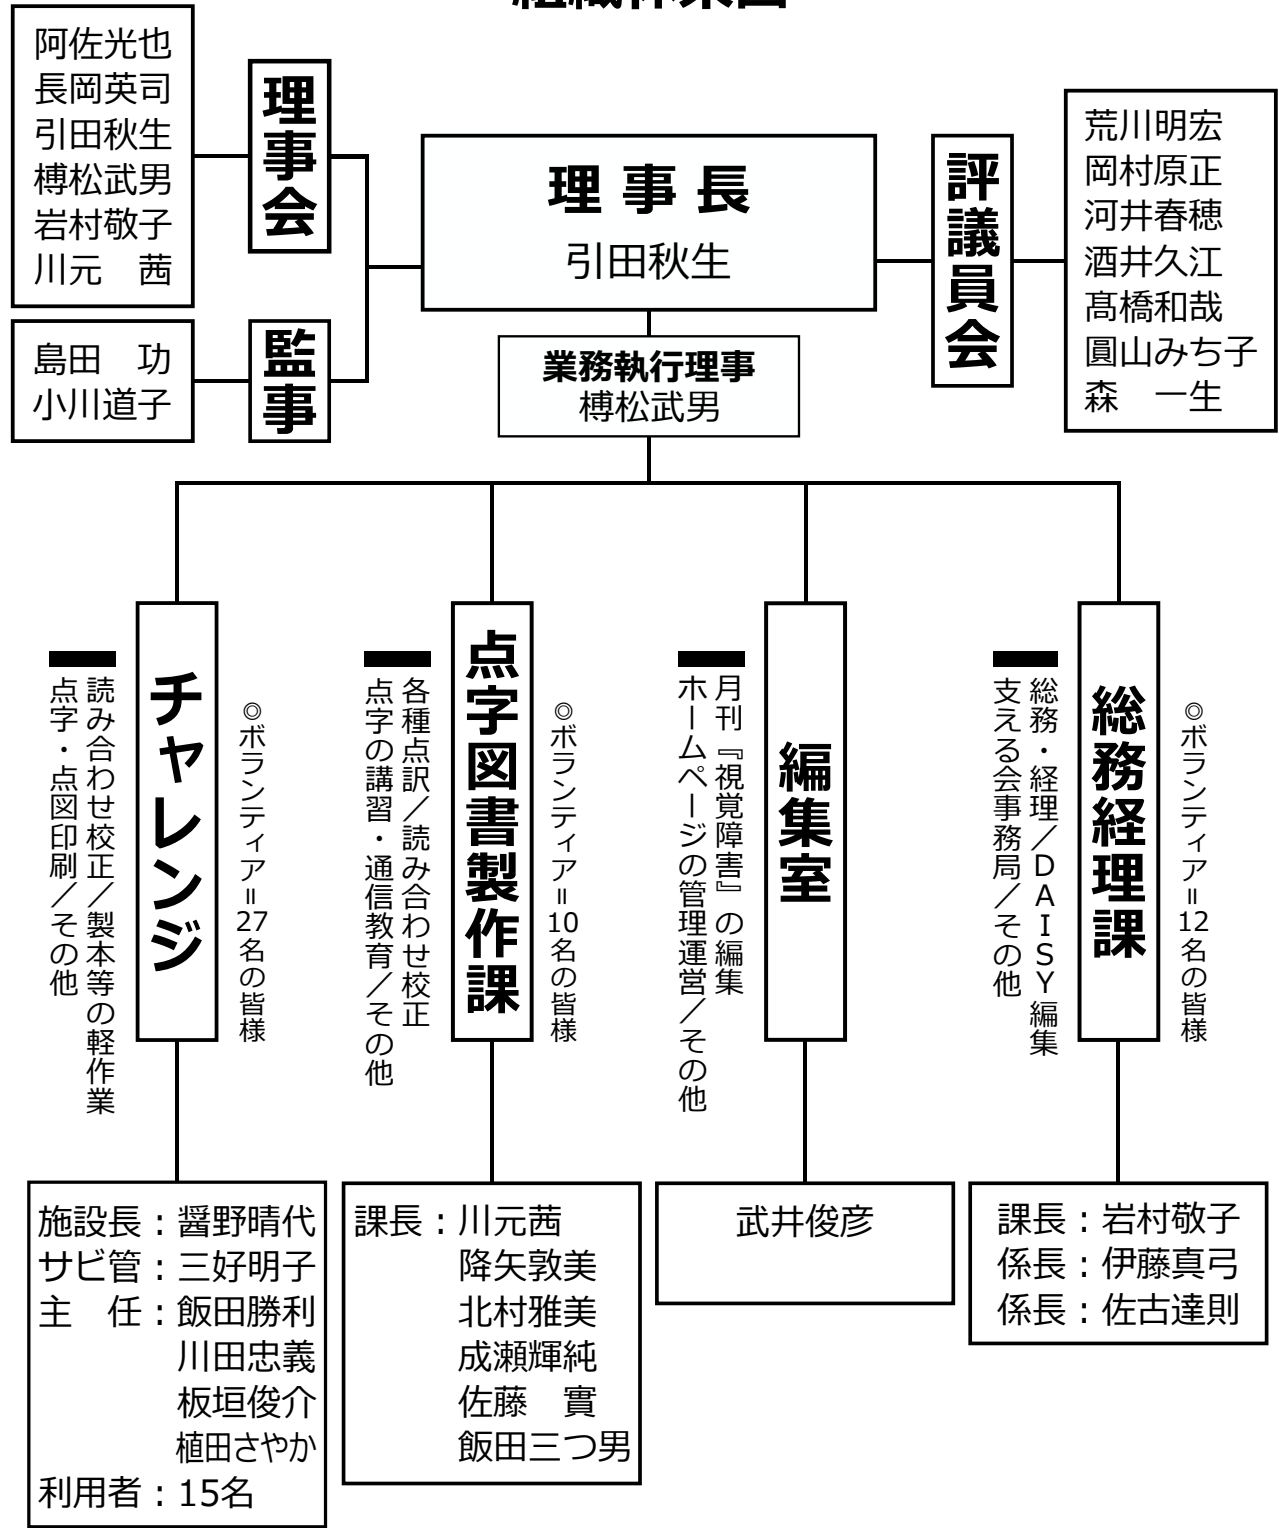 組織体系図
阿佐光也
長岡英司
引田秋生
榑松武男
岩村敬子
川元　茜
理事会
島田　功
小川道子
監事
理事長
引田秋生
業務執行理事
榑松武男
評議員会
荒川明宏
岡村原正
河井春穂
酒井久江
髙橋和哉
圓山みち子
森　一生
チャレンジ
読み合わせ校正／製本等の軽作業
点字・点図印刷／その他
◎ボランティア＝27名の皆様
施設長：醤野晴代
サビ管：三好明子
主　任：飯田勝利
川田忠義
板垣俊介
植田さやか
利用者：15名
点字図書製作課
各種点訳／読み合わせ校正
点字の講習・通信教育／その他
◎ボランティア＝10名の皆様
課長：川元茜
降矢敦美
北村雅美
成瀬輝純
佐藤　實
飯田三つ男
編集室
月刊『視覚障害』の編集
ホームページの管理運営／その他
武井俊彦
総務経理課
総務・経理／ＤＡＩＳＹ編集
支える会事務局／その他
◎ボランティア＝12名の皆様
課長：岩村敬子
係長：伊藤真弓
係長：佐古達則